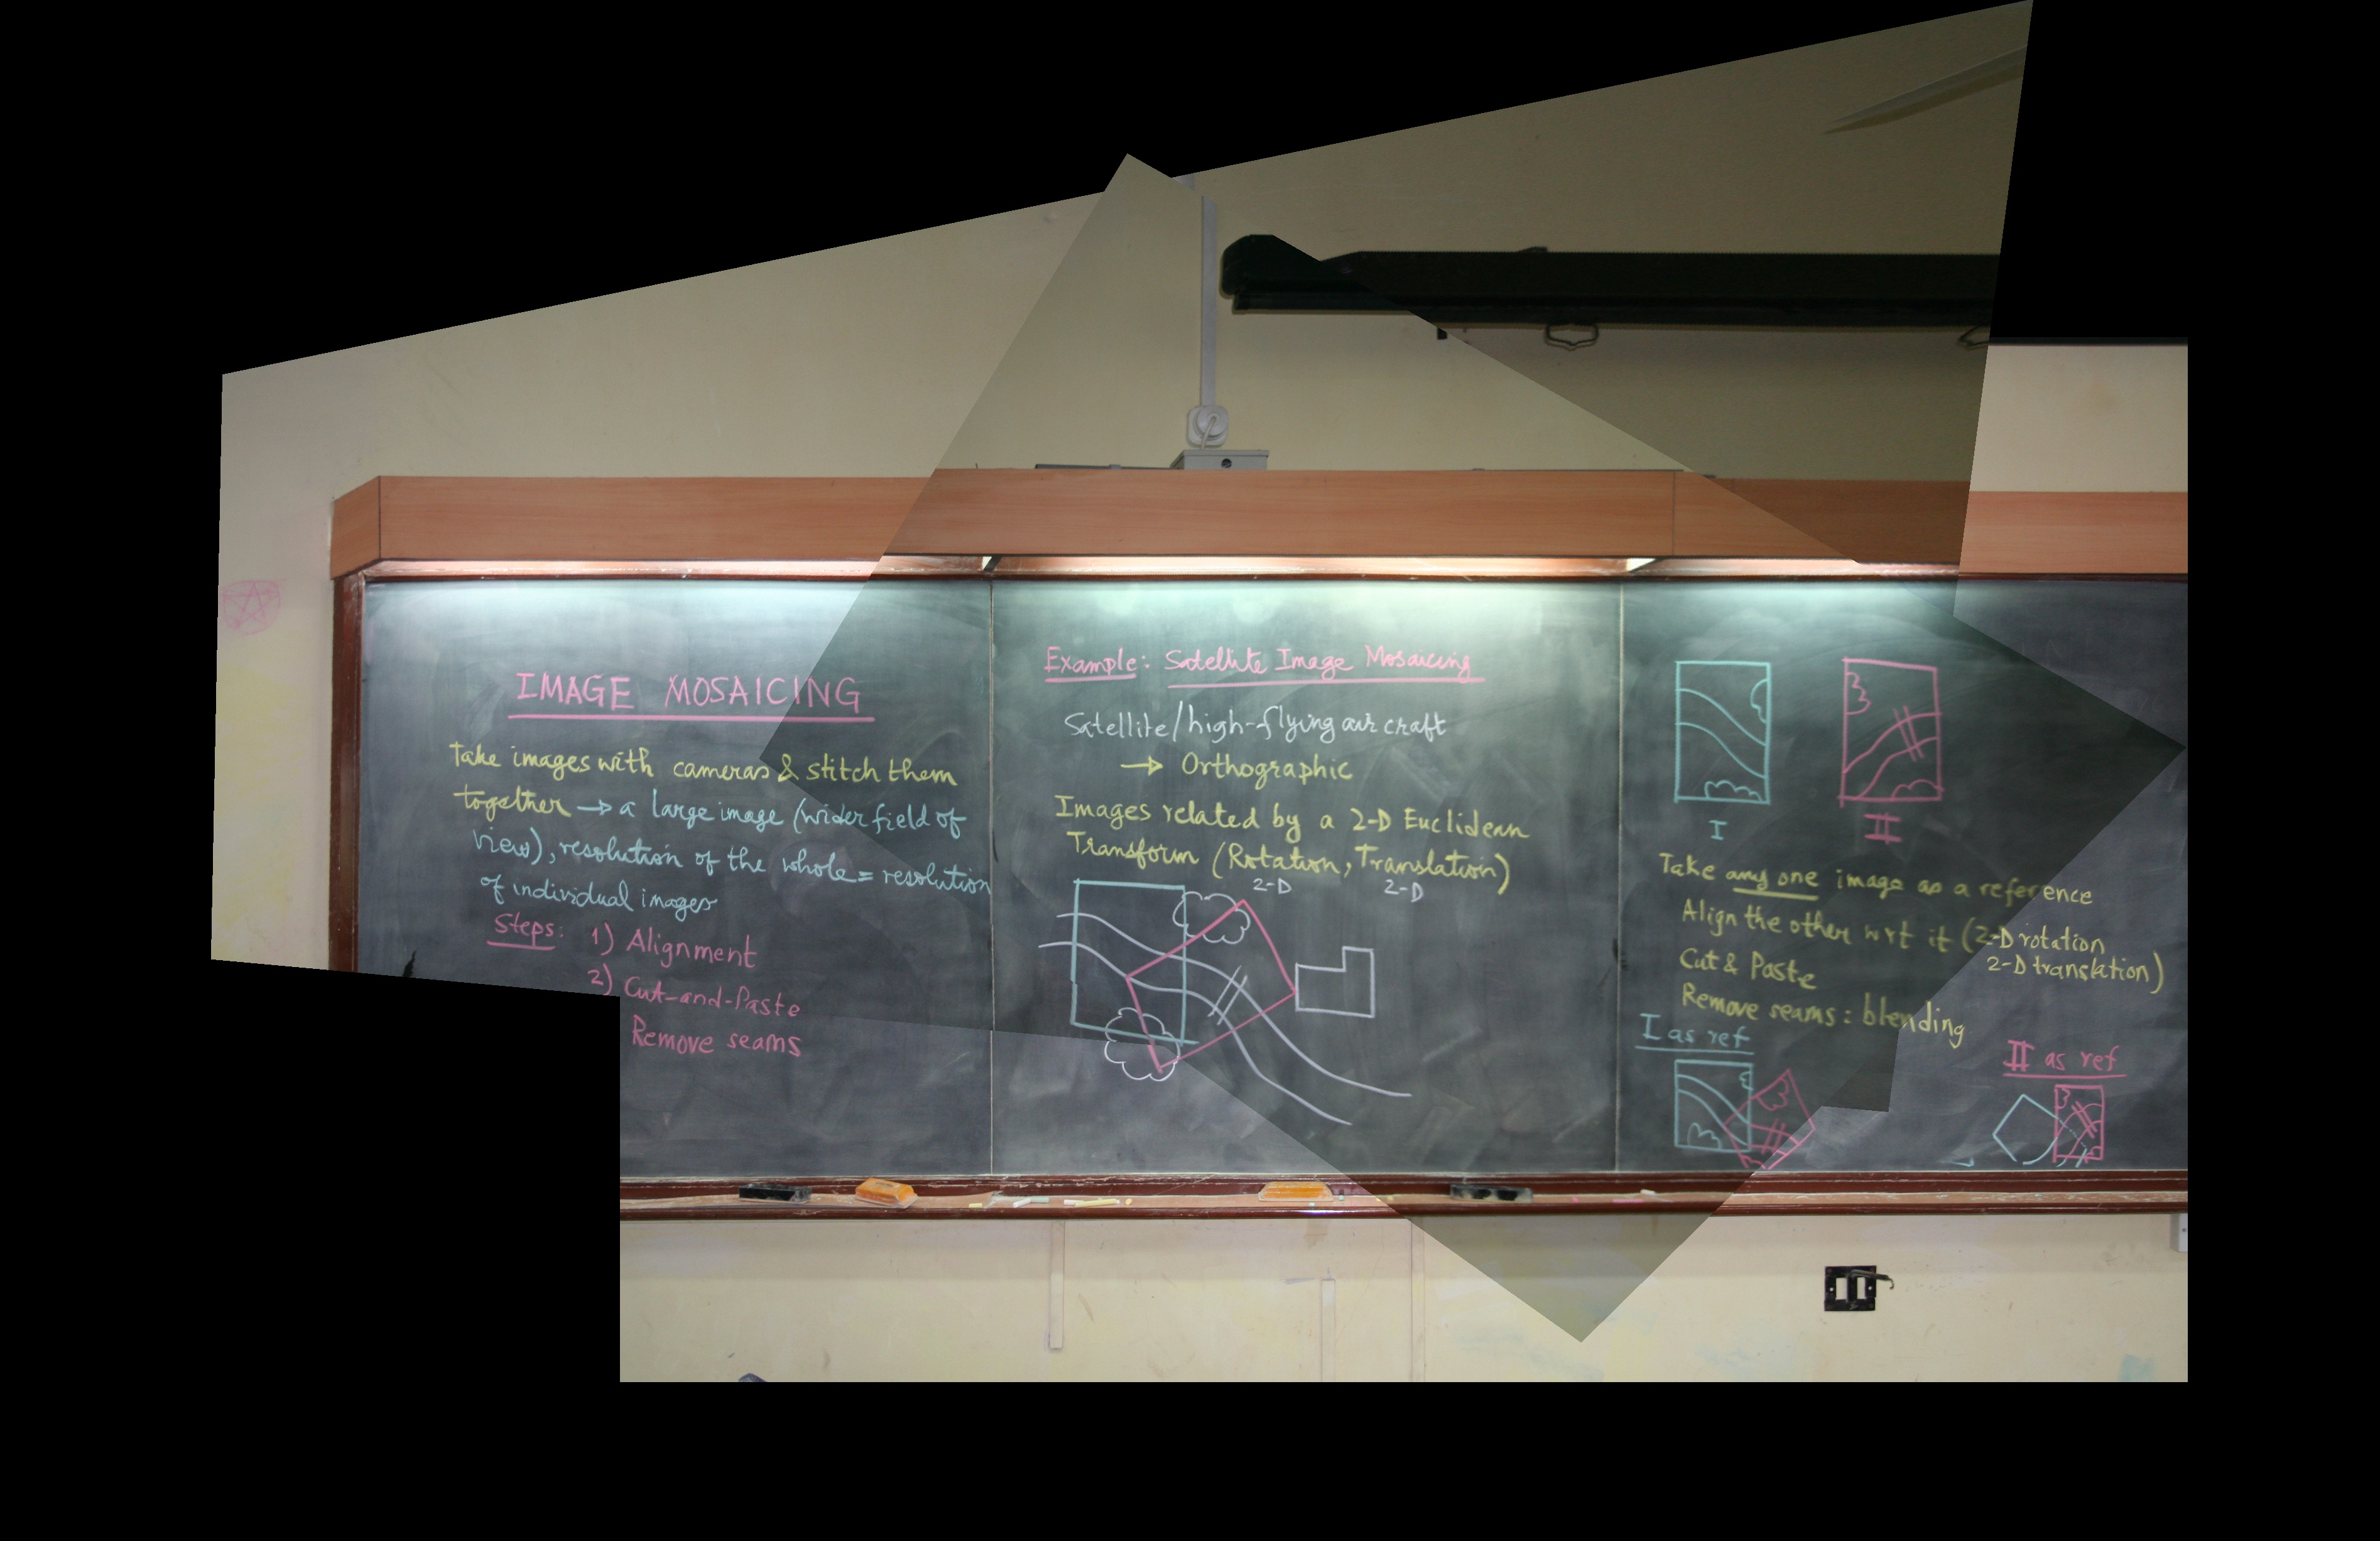 IMAGE MOSAICING
Take images with cameras & stitch them
together → a large image (wider field of
view), resolution of the whole = resolution
of individual images
Steps: 1) Alignment
2) Cut-and-Paste
Remove seams
Example: Satellite Image Mosaicing
Satellite/high-flying air craft
→ Orthographic
Images related by a 2-D Euclidean
Transform (Rotation, Translation)
2-D 2-D
I II
Take any one image as a reference
Align the other wrt it (2-D rotation
2-D translation)
Cut & Paste
Remove seams: blending
I as ref
II as ref